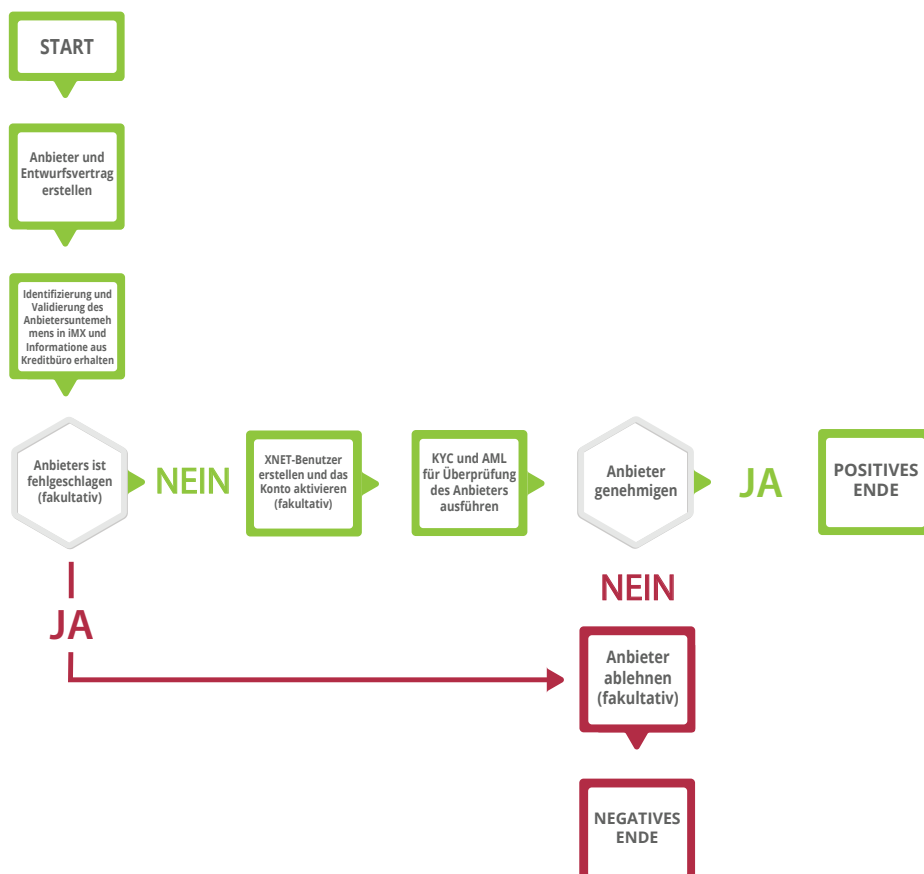 START
Anbieter und
Entwurfsvertrag
erstellen
Identifizierung und
Validierung des
Anbietersuntemeh
mens in iMX und
Informatione aus
Kreditbüro erhalten
Anbieters ist
fehlgeschlagen
(fakultativ)
NEIN
XNET-Benutzer
erstellen und das
Konto aktivieren
(fakultativ)
KYC und AML
für Überprüfung
des Anbieters
ausführen
Anbieter
genehmigen
JA
POSITIVES
ENDE
JA
NEIN
Anbieter
ablehnen
(fakultativ)
NEGATIVES
ENDE